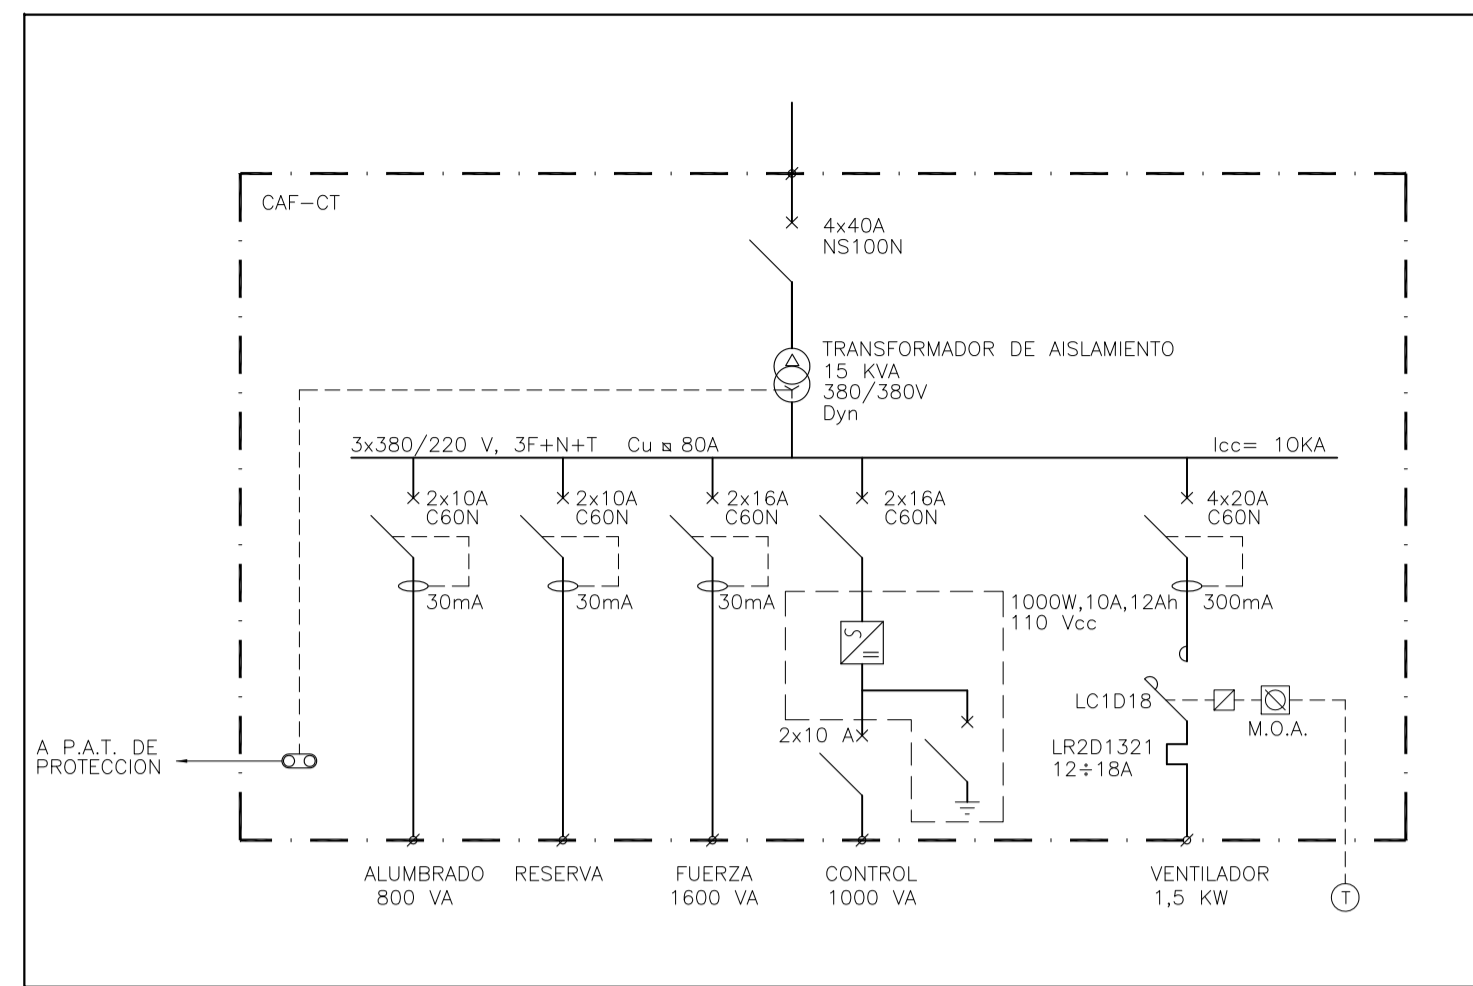 CAF-CT
4x40A
NS100N
TRANSFORMADOR DE AISLAMIENTO
15 KVA
380/380V
Dyn
3x380/220 V, 3F+N+T Cu 80A
Icc= 10KA
2x10A
C60N
2x10A
C60N
2x16A
C60N
2x16A
C60N
4x20A
C60N
30mA
30mA
30mA
1000W,10A,12Ah
110 Vcc
300mA
LC1D18
M.O.A.
2x10 A
LR2D1321
12÷18A
A P.A.T. DE
PROTECCION
ALUMBRADO
800 VA
RESERVA
FUERZA
1600 VA
CONTROL
1000 VA
VENTILADOR
1,5 KW
T